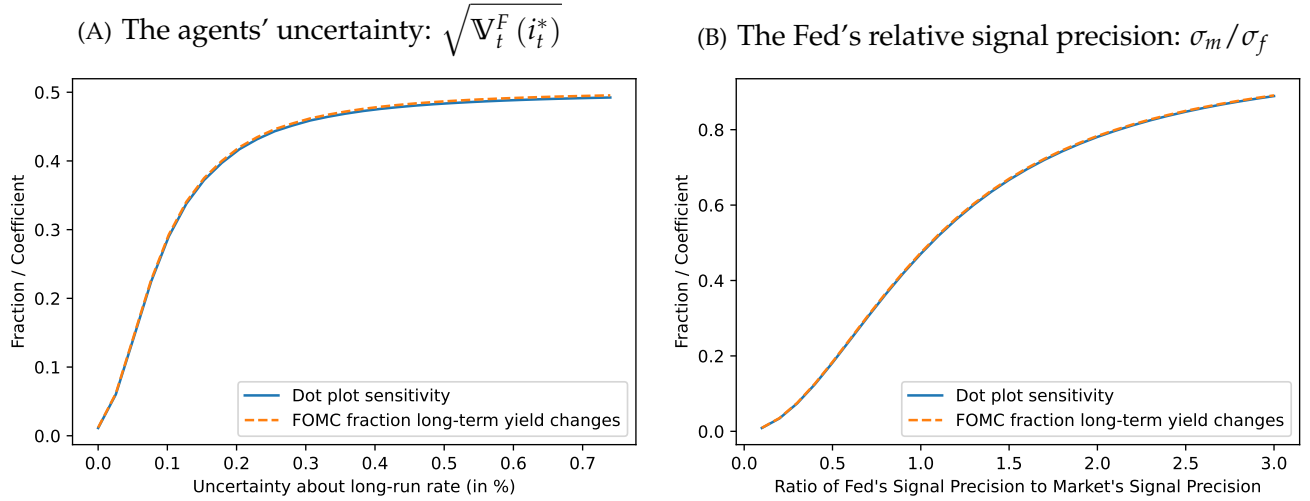 (A) The agents' uncertainty: √𝕍ₜᶠ (iₜ*)
0.5
0.4
0.3
0.2
0.1
0.0
Fraction / Coefficient
Dot plot sensitivity
FOMC fraction long-term yield changes
0.0 0.1 0.2 0.3 0.4 0.5 0.6 0.7
Uncertainty about long-run rate (in %)
(B) The Fed's relative signal precision: σₘ/σ_f
0.8
0.6
0.4
0.2
0.0
Fraction / Coefficient
Dot plot sensitivity
FOMC fraction long-term yield changes
0.0 0.5 1.0 1.5 2.0 2.5 3.0
Ratio of Fed's Signal Precision to Market's Signal Precision